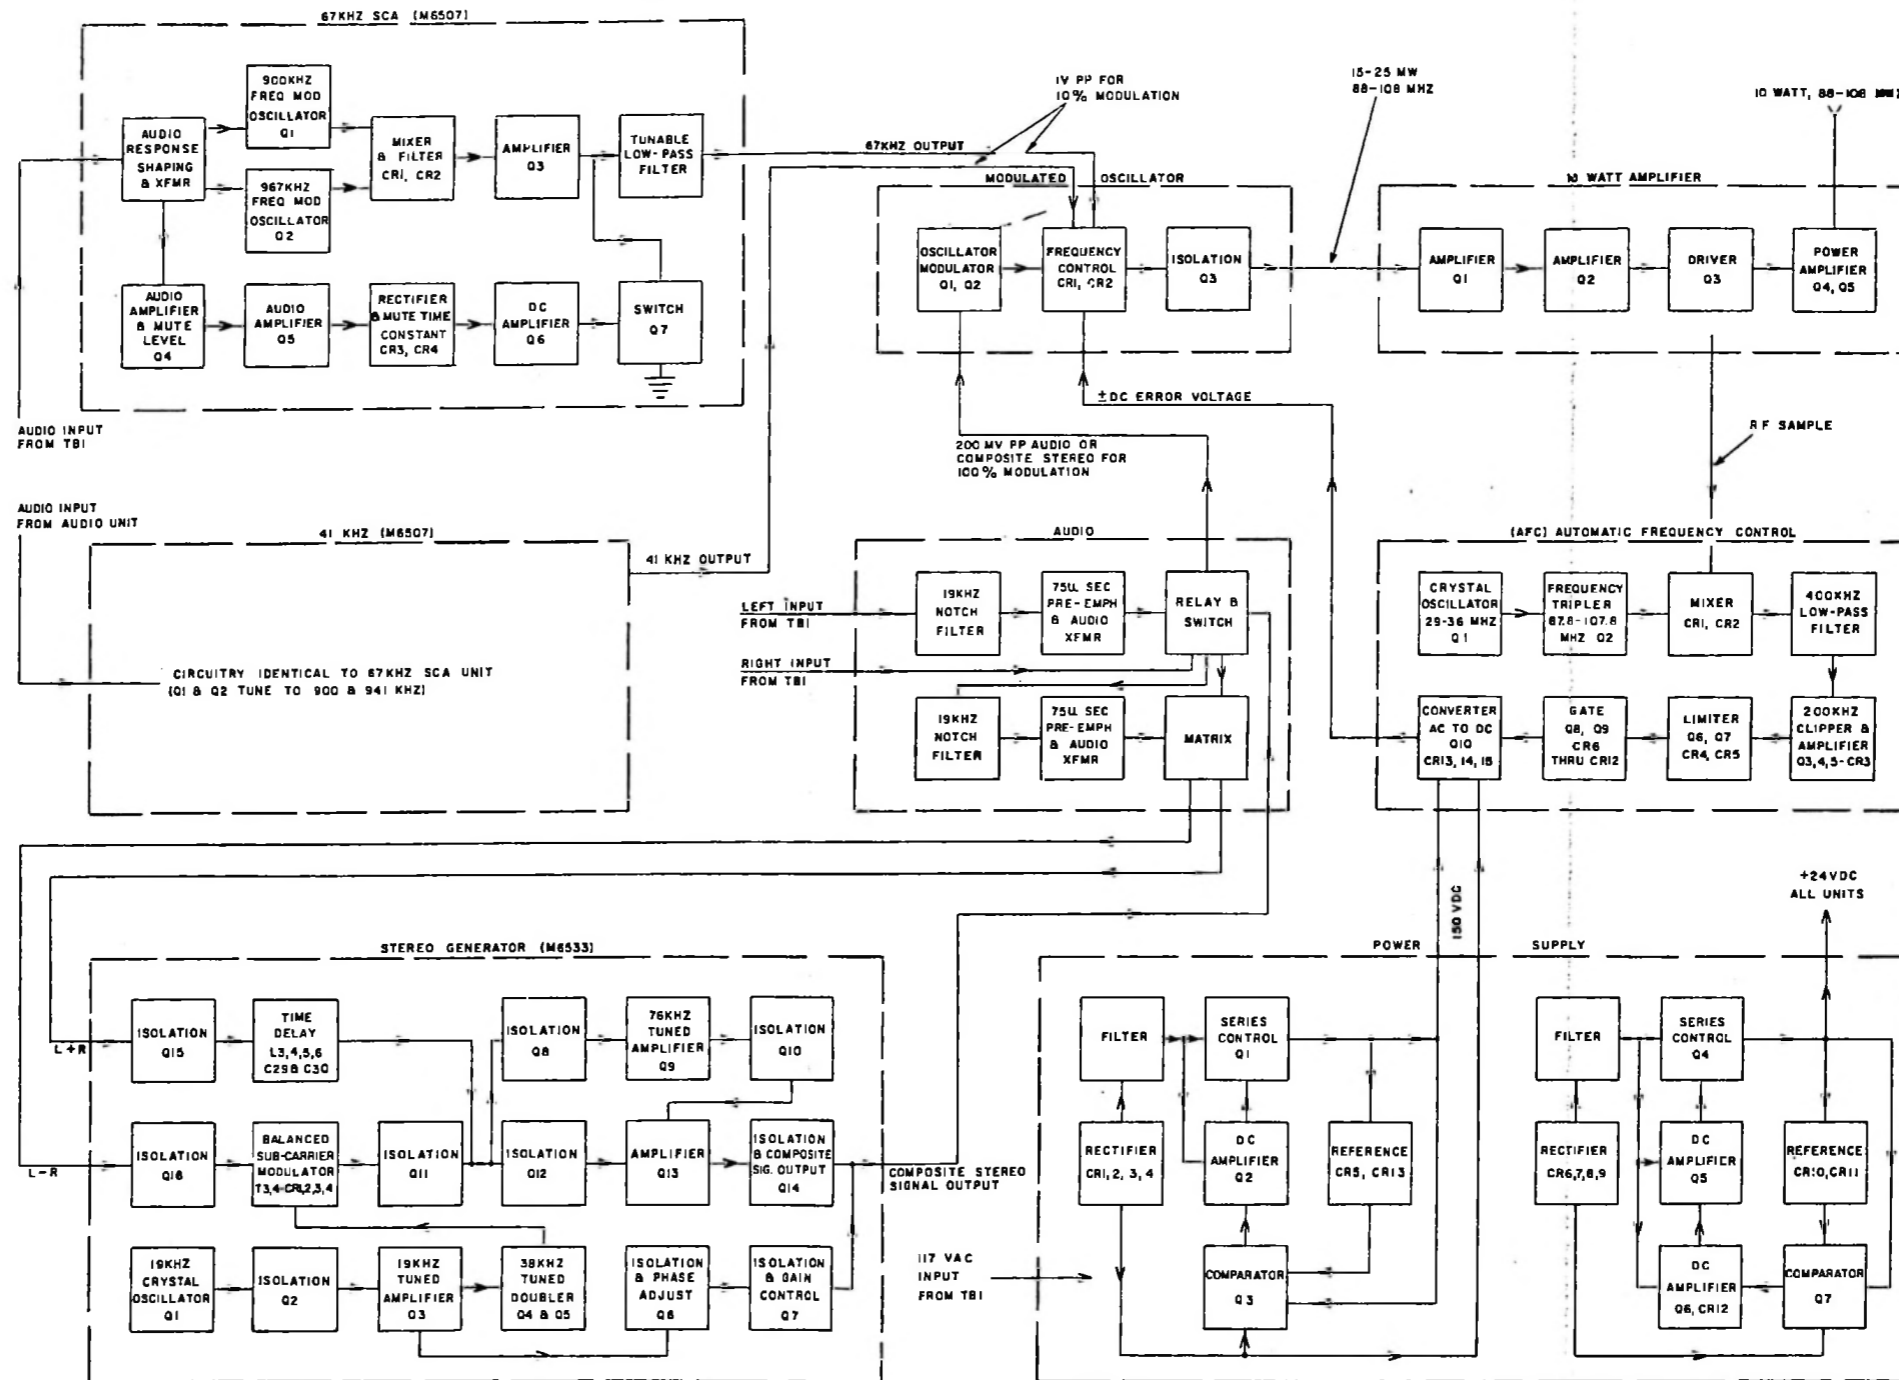 67KHZ SCA (M6507)
900KHZ
FREQ MOD
OSCILLATOR
Q1
AUDIO
RESPONSE
SHAPING
& XFMR
967KHZ
FREQ MOD
OSCILLATOR
Q2
MIXER
& FILTER
CR1, CR2
AMPLIFIER
Q3
TUNABLE
LOW-PASS
FILTER
AUDIO
AMPLIFIER
& MUTE
LEVEL
Q4
AUDIO
AMPLIFIER
Q5
RECTIFIER
& MUTE TIME
CONSTANT
CR3, CR4
DC
AMPLIFIER
Q6
SWITCH
Q7
AUDIO INPUT
FROM TB1
67KHZ OUTPUT
1V PP FOR
10% MODULATION
MODULATED OSCILLATOR
OSCILLATOR
MODULATOR
Q1, Q2
FREQUENCY
CONTROL
CR1, CR2
ISOLATION
Q3
15-25 MW
88-108 MHZ
10 WATT, 88-108 MHZ
10 WATT AMPLIFIER
AMPLIFIER
Q1
AMPLIFIER
Q2
DRIVER
Q3
POWER
AMPLIFIER
Q4, Q5
±DC ERROR VOLTAGE
200 MV PP AUDIO OR
COMPOSITE STEREO FOR
100% MODULATION
RF SAMPLE
AUDIO INPUT
FROM AUDIO UNIT
41 KHZ (M6507)
41 KHZ OUTPUT
CIRCUITRY IDENTICAL TO 67KHZ SCA UNIT
(Q1 & Q2 TUNE TO 900 & 941 KHZ)
AUDIO
LEFT INPUT
FROM TB1
19KHZ
NOTCH
FILTER
75U SEC
PRE-EMPH
& AUDIO
XFMR
RELAY &
SWITCH
RIGHT INPUT
FROM TB1
19KHZ
NOTCH
FILTER
75U SEC
PRE-EMPH
& AUDIO
XFMR
MATRIX
(AFC) AUTOMATIC FREQUENCY CONTROL
CRYSTAL
OSCILLATOR
29-36 MHZ
Q1
FREQUENCY
TRIPLER
87.8-107.8
MHZ Q2
MIXER
CR1, CR2
400KHZ
LOW-PASS
FILTER
CONVERTER
AC TO DC
Q10
CR13, 14, 15
GATE
Q8, Q9
CR6
THRU CR12
LIMITER
Q6, Q7
CR4, CR5
200KHZ
CLIPPER &
AMPLIFIER
Q3,4,5-CR3
150 VDC
+24VDC
ALL UNITS
STEREO GENERATOR (M6533)
L+R
ISOLATION
Q15
TIME
DELAY
L3,4,5,6
C29& C30
ISOLATION
Q8
76KHZ
TUNED
AMPLIFIER
Q9
ISOLATION
Q10
L-R
ISOLATION
Q16
BALANCED
SUB-CARRIER
MODULATOR
T3,4-CR1,2,3,4
ISOLATION
Q11
ISOLATION
Q12
AMPLIFIER
Q13
ISOLATION
& COMPOSITE
SIG. OUTPUT
Q14
COMPOSITE STEREO
SIGNAL OUTPUT
19KHZ
CRYSTAL
OSCILLATOR
Q1
ISOLATION
Q2
19KHZ
TUNED
AMPLIFIER
Q3
38KHZ
TUNED
DOUBLER
Q4 & Q5
ISOLATION
& PHASE
ADJUST
Q6
ISOLATION
& GAIN
CONTROL
Q7
POWER SUPPLY
FILTER
SERIES
CONTROL
Q1
RECTIFIER
CR1, 2, 3, 4
DC
AMPLIFIER
Q2
REFERENCE
CR5, CR13
COMPARATOR
Q3
117 VAC
INPUT
FROM TB1
FILTER
SERIES
CONTROL
Q4
RECTIFIER
CR6,7,8,9
DC
AMPLIFIER
Q5
REFERENCE
CR10,CR11
DC
AMPLIFIER
Q6, CR12
COMPARATOR
Q7